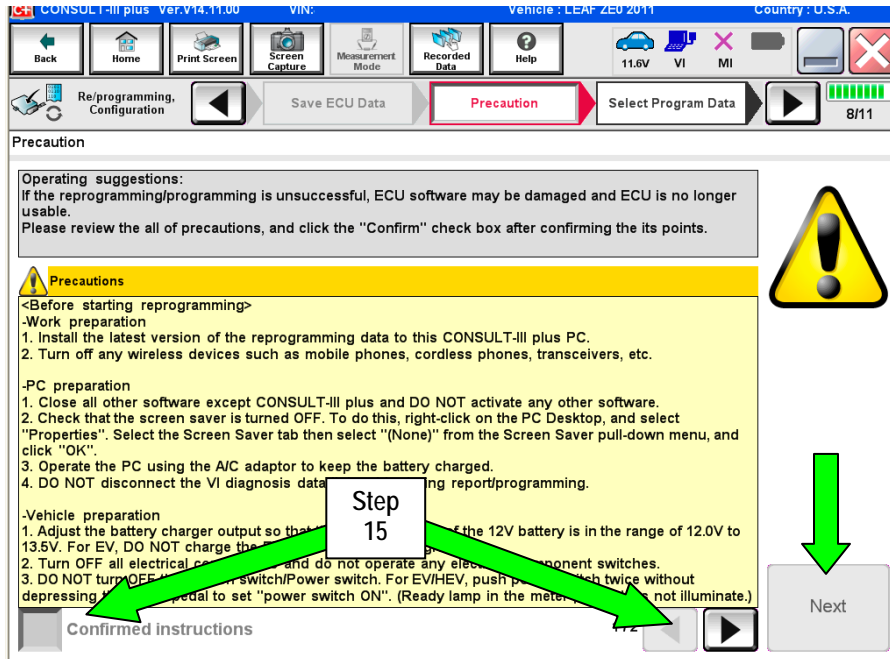 CONSULT-III plus Ver.V14.11.00 VIN: Vehicle : LEAF ZE0 2011 Country : U.S.A.
Back
Home
Print Screen
Screen Capture
Measurement Mode
Recorded Data
Help
11.6V
VI
MI
Re/programming, Configuration
Save ECU Data
Precaution
Select Program Data
8/11
Precaution
Operating suggestions:
If the reprogramming/programming is unsuccessful, ECU software may be damaged and ECU is no longer
usable.
Please review the all of precautions, and click the "Confirm" check box after confirming the its points.
Precautions
<Before starting reprogramming>
-Work preparation
1. Install the latest version of the reprogramming data to this CONSULT-III plus PC.
2. Turn off any wireless devices such as mobile phones, cordless phones, transceivers, etc.
-PC preparation
1. Close all other software except CONSULT-III plus and DO NOT activate any other software.
2. Check that the screen saver is turned OFF. To do this, right-click on the PC Desktop, and select
"Properties". Select the Screen Saver tab then select "(None)" from the Screen Saver pull-down menu, and
click "OK".
3. Operate the PC using the A/C adaptor to keep the battery charged.
4. DO NOT disconnect the VI diagnosis data ng report/programming.
-Vehicle preparation
1. Adjust the battery charger output so that of the 12V battery is in the range of 12.0V to
13.5V. For EV, DO NOT charge the
2. Turn OFF all electrical and do not operate any component switches.
3. DO NOT turn OFF switch/Power switch. For EV/HEV, push twice without
depressing pedal to set "power switch ON". (Ready lamp in the meter not illuminate.)
Step
15
Confirmed instructions
Next